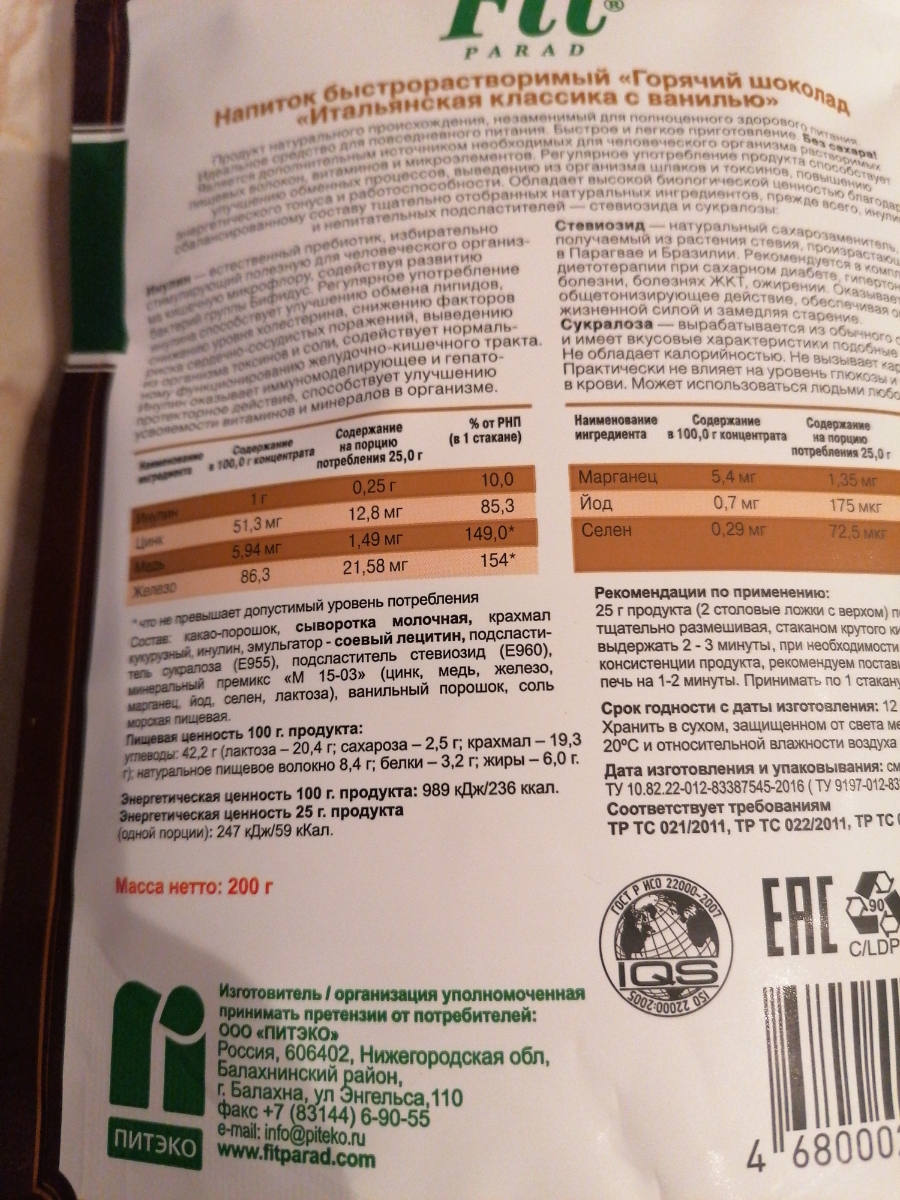 Fit®
PARAD
Напиток быстрорастворимый «Горячий шоколад
«Итальянская классика с ванилью»
Продукт натурального происхождения, незаменимый для полноценного здорового питания
Идеальное средство для повседневного питания. Быстрое и легкое приготовление. Без сахара!
Является дополнительным источником необходимых для человеческого организма растворимых
пищевых волокон, витаминов и микроэлементов. Регулярное употребление продукта способствует
улучшению обменных процессов, выведению из организма шлаков и токсинов, повышению
энергетического тонуса и работоспособности. Обладает высокой биологической ценностью благодар
сбалансированному составу тщательно отобранных натуральных ингредиентов, прежде всего, инули
и непитательных подсластителей — стевиозида и сукралозы:
Инулин — естественный пребиотик, избирательно
стимулирующий полезную для человеческого организ-
ма кишечную микрофлору, содействуя развитию
бактерий группы Бифидус. Регулярное употребление
инулина способствует улучшению обмена липидов,
снижению уровня холестерина, снижению факторов
риска сердечно-сосудистых поражений, выведению
из организма токсинов и соли, содействует нормаль-
ному функционированию желудочно-кишечного тракта.
Инулин оказывает иммуномоделирующее и гепато-
протекторное действие, способствует улучшению
усвояемости витаминов и минералов в организме.
Стевиозид — натуральный сахарозаменитель,
получаемый из растения стевия, произрастающ
в Парагвае и Бразилии. Рекомендуется в компл
диетотерапии при сахарном диабете, гипертон
болезни, болезнях ЖКТ, ожирении. Оказывает
общетонизирующее действие, обеспечивая о
жизненной силой и замедляя старение.
Сукралоза — вырабатывается из обычного с
и имеет вкусовые характеристики подобные
Не обладает калорийностью. Не вызывает кар
Практически не влияет на уровень глюкозы и
в крови. Может использоваться людьми любо
Наименование ингредиента Содержание в 100,0 г концентрата Содержание на порцию потребления 25,0 г % от РНП (в 1 стакане)
Инулин 1 г 0,25 г 10,0
Цинк 51,3 мг 12,8 мг 85,3
Медь 5,94 мг 1,49 мг 149,0*
Железо 86,3 21,58 мг 154*
Наименование ингредиента Содержание в 100,0 г концентрата Содержание на порцию потребления 25,0 г
Марганец 5,4 мг 1,35 мг
Йод 0,7 мг 175 мкг
Селен 0,29 мг 72,5 мкг
*что не превышает допустимый уровень потребления
Состав: какао-порошок, сыворотка молочная, крахмал
кукурузный, инулин, эмульгатор - соевый лецитин, подсласти-
тель сукралоза (Е955), подсластитель стевиозид (Е960),
минеральный премикс «М 15-03» (цинк, медь, железо,
марганец, йод, селен, лактоза), ванильный порошок, соль
морская пищевая.
Пищевая ценность 100 г. продукта:
углеводы: 42,2 г (лактоза – 20,4 г; сахароза – 2,5 г; крахмал – 19,3
г); натуральное пищевое волокно 8,4 г; белки – 3,2 г; жиры – 6,0 г.
Энергетическая ценность 100 г. продукта: 989 кДж/236 ккал.
Энергетическая ценность 25 г. продукта
(одной порции): 247 кДж/59 кКал.
Рекомендации по применению:
25 г продукта (2 столовые ложки с верхом) п
тщательно размешивая, стаканом крутого ки
выдержать 2 - 3 минуты, при необходимости
консистенции продукта, рекомендуем постав
печь на 1-2 минуты. Принимать по 1 стакану
Срок годности с даты изготовления: 12
Хранить в сухом, защищенном от света ме
20ºС и относительной влажности воздуха
Дата изготовления и упаковывания: см
ТУ 10.82.22-012-83387545-2016 ( ТУ 9197-012-83
Соответствует требованиям
ТР ТС 021/2011, ТР ТС 022/2011, ТР ТС 0
Масса нетто: 200 г
ГОСТ Р ИСО 22000-2007
IQS
ISO 22000:2005
EAC
90
C/LDP
Изготовитель / организация уполномоченная
принимать претензии от потребителей:
ООО «ПИТЭКО»
Россия, 606402, Нижегородская обл,
Балахнинский район,
г. Балахна, ул Энгельса,110
факс +7 (83144) 6-90-55
e-mail: info@piteko.ru
www.fitparad.com
ПИТЭКО
4 680002